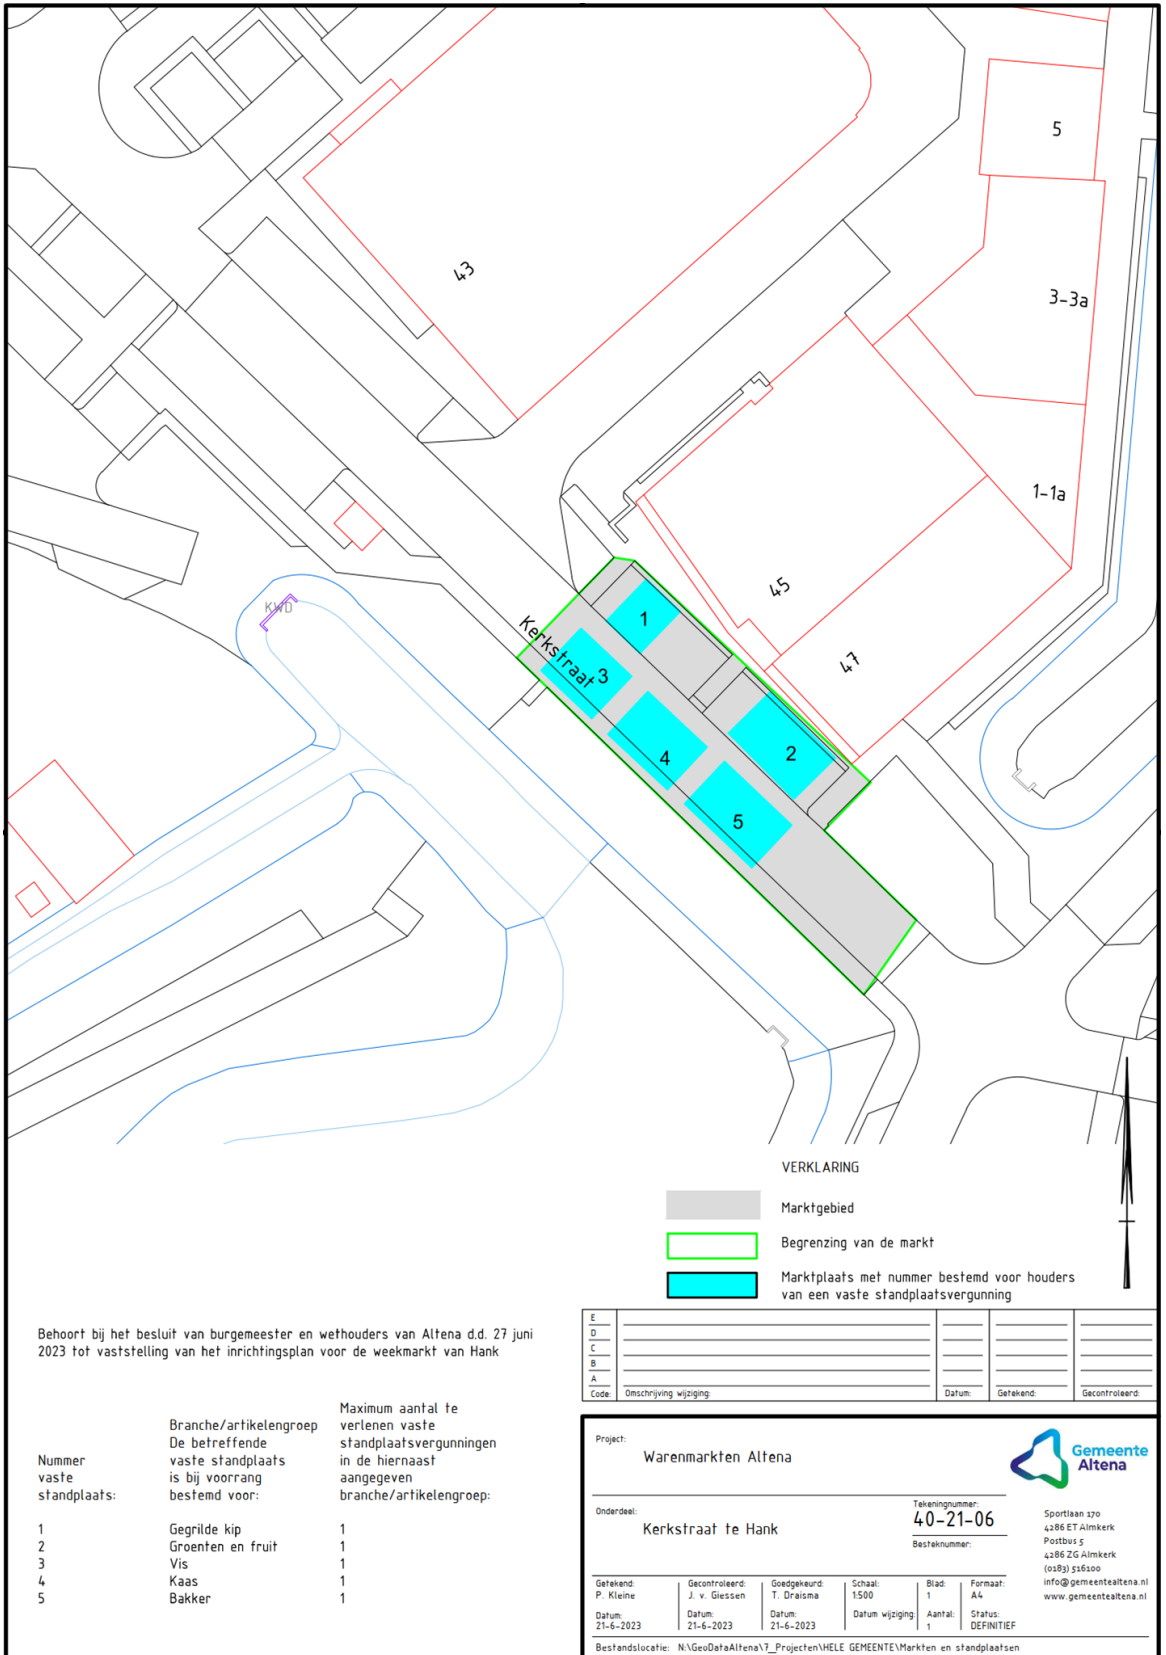 5
3-3a
43
1-1a
45
47
KWD
Kerkstraat
1
3
2
4
5
VERKLARING
Marktgebied
Begrenzing van de markt
Marktplaats met nummer bestemd voor houders
van een vaste standplaatsvergunning
Behoort bij het besluit van burgemeester en wethouders van Altena d.d. 27 juni
2023 tot vaststelling van het inrichtingsplan voor de weekmarkt van Hank
E
D
C
B
A
Code: Omschrijving wijziging: Datum: Getekend: Gecontroleerd:
Nummer
vaste
standplaats:
Branche/artikelengroep
De betreffende
vaste standplaats
is bij voorrang
bestemd voor:
Maximum aantal te
verlenen vaste
standplaatsvergunningen
in de hiernaast
aangegeven
branche/artikelengroep:
1 Gegrilde kip 1
2 Groenten en fruit 1
3 Vis 1
4 Kaas 1
5 Bakker 1
Project:
Warenmarkten Altena
Gemeente
Altena
Onderdeel:
Kerkstraat te Hank
Tekeningnummer:
40-21-06
Besteknummer:
Sportlaan 170
4286 ET Almkerk
Postbus 5
4286 ZG Almkerk
(0183) 516100
info@gemeentealtena.nl
www.gemeentealtena.nl
Getekend: Gecontroleerd: Goedgekeurd: Schaal: Blad: Formaat:
P. Kleine J. v. Giessen T. Draisma 1:500 1 A4
Datum: Datum: Datum: Datum wijziging: Aantal: Status:
21-6-2023 21-6-2023 21-6-2023 1 DEFINITIEF
Bestandslocatie: N:\GeoDataAltena\7_Projecten\HELE GEMEENTE\Markten en standplaatsen